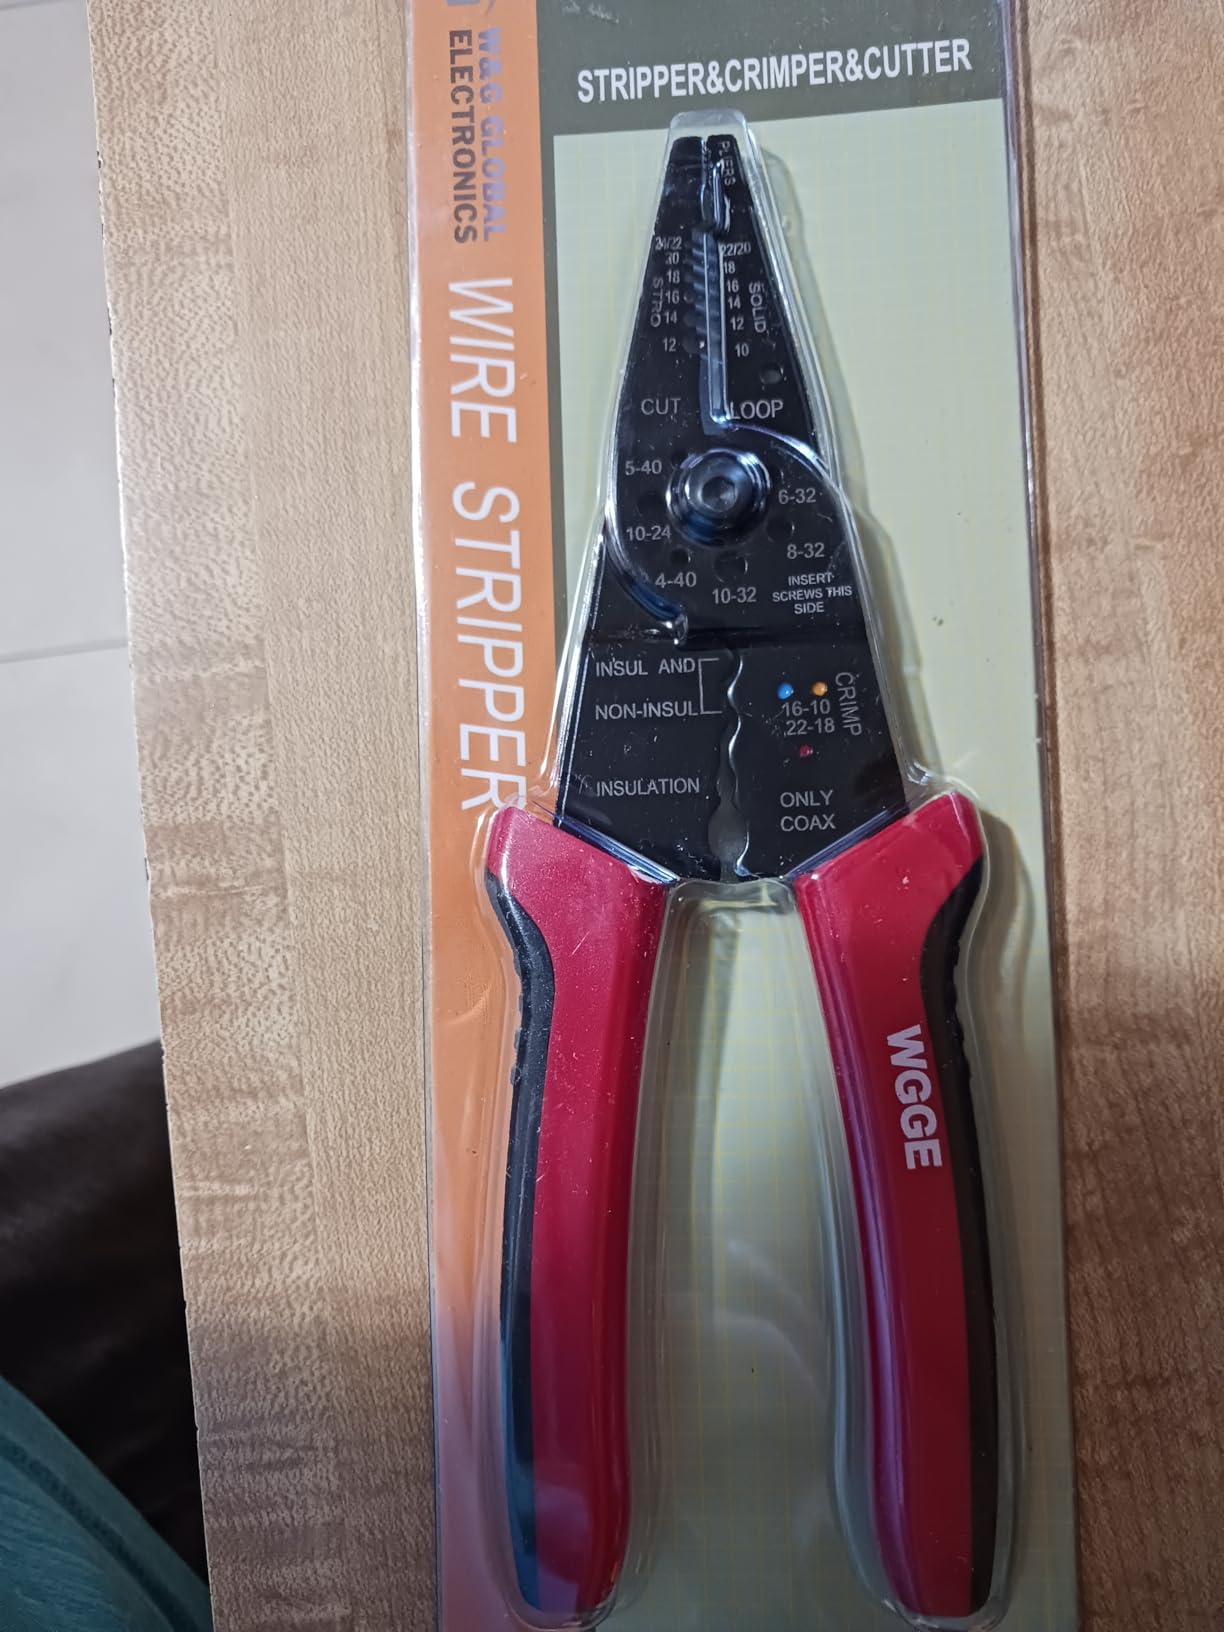 W&G GLOBAL
ELECTRONICS
WIRE STRIPPER
STRIPPER&CRIMPER&CUTTER
PLIERS
22/20
20
18
18
16
16
14
14
12
12
10
STRD
SOLID
CUT
LOOP
5-40
6-32
10-24
8-32
4-40
10-32
INSERT
SCREWS THIS
SIDE
INSUL AND
NON-INSUL
CRIMP
16-10
22-18
INSULATION
ONLY
COAX
WGGE